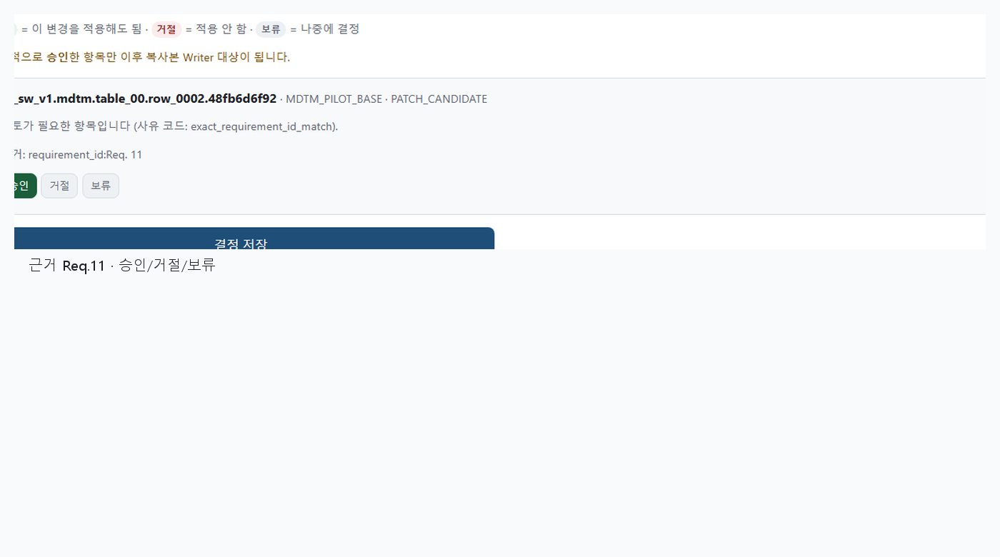 = 이 변경을 적용해도 됨 · 거절 = 적용 안 함 · 보류 = 나중에 결정
적으로 승인한 항목만 이후 복사본 Writer 대상이 됩니다.
_sw_v1.mdtm.table_00.row_0002.48fb6d6f92 · MDTM_PILOT_BASE · PATCH_CANDIDATE
토가 필요한 항목입니다 (사유 코드: exact_requirement_id_match).
거: requirement_id:Req. 11
승인 거절 보류
결정 저장
근거 Req.11 · 승인/거절/보류